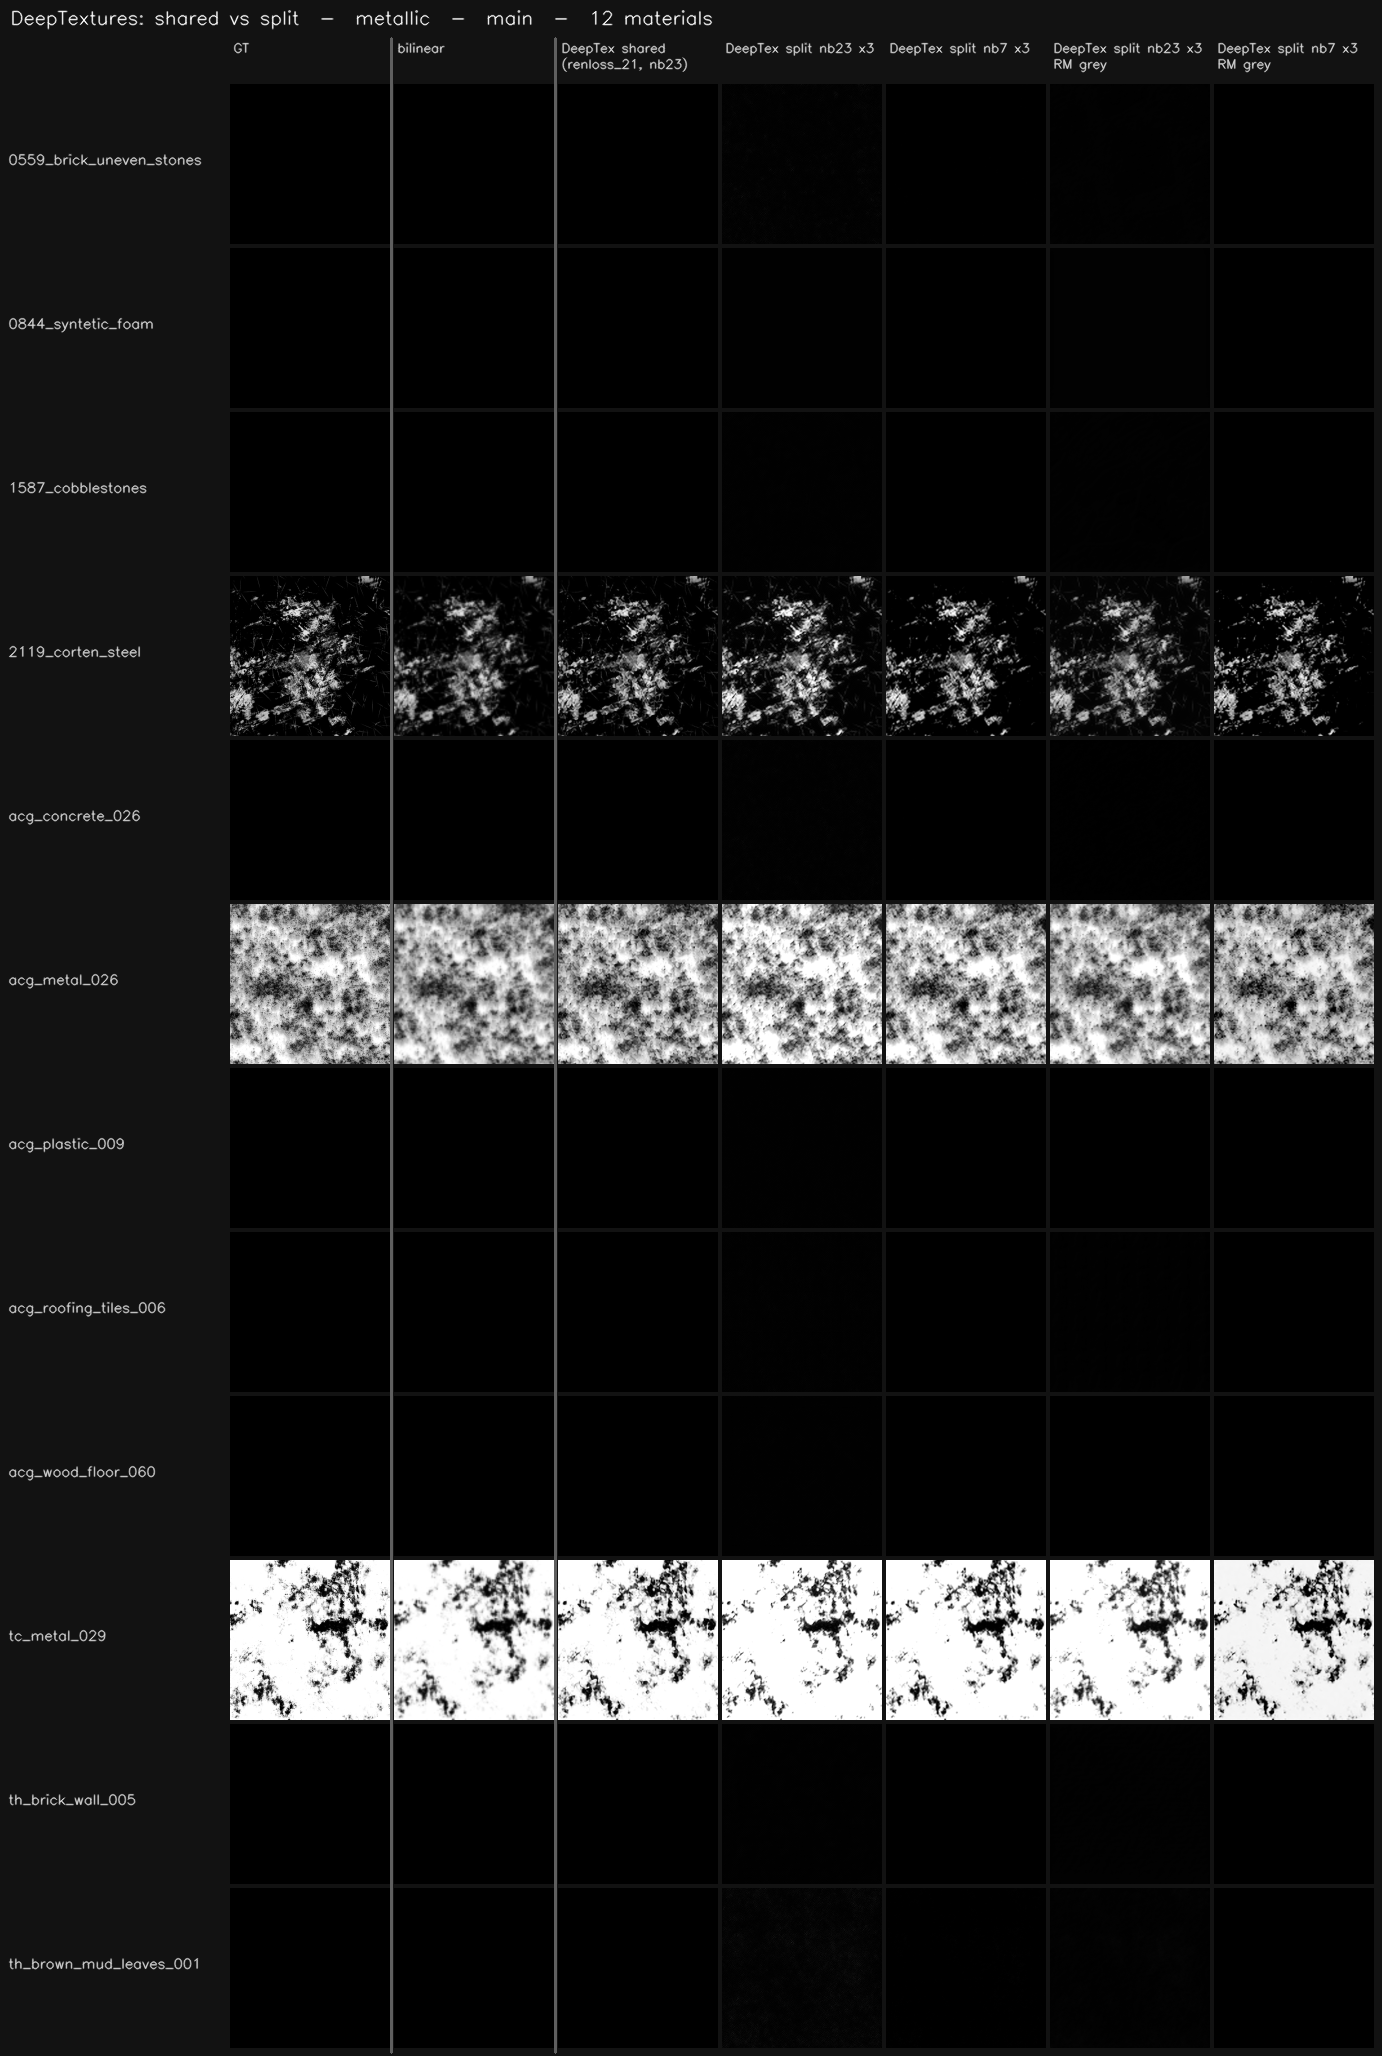 DeepTextures: shared vs split — metallic — main — 12 materials
GT
bilinear
DeepTex shared
(renloss_21, nb23)
DeepTex split nb23 x3
DeepTex split nb7 x3
DeepTex split nb23 x3
RM grey
DeepTex split nb7 x3
RM grey
0559_brick_uneven_stones
0844_syntetic_foam
1587_cobblestones
2119_corten_steel
acg_concrete_026
acg_metal_026
acg_plastic_009
acg_roofing_tiles_006
acg_wood_floor_060
tc_metal_029
th_brick_wall_005
th_brown_mud_leaves_001